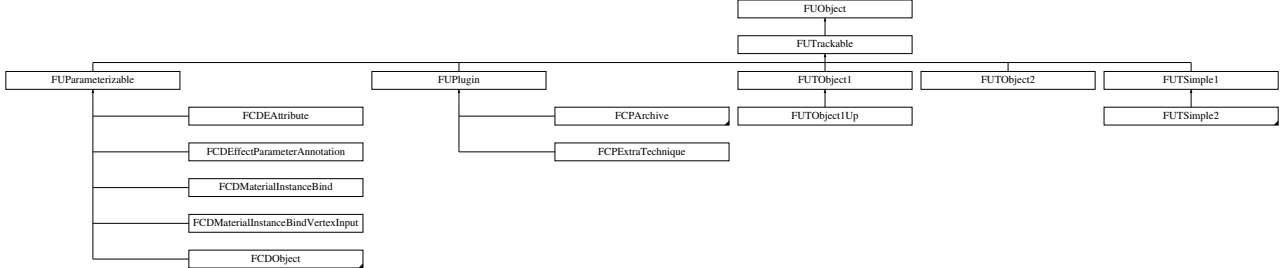 FUObject
FUTrackable
FUParameterizable
FUPlugin
FUTObject1
FUTObject2
FUTSimple1
FCDEAttribute
FCPArchive
FUTObject1Up
FUTSimple2
FCDEffectParameterAnnotation
FCPExtraTechnique
FCDMaterialInstanceBind
FCDMaterialInstanceBindVertexInput
FCDObject